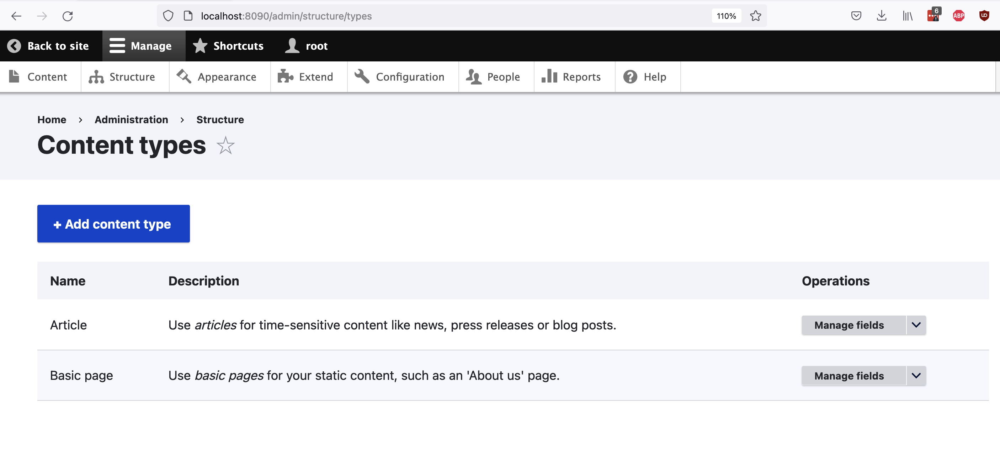 localhost:8090/admin/structure/types 110% 6 ABP uo
Back to site Manage Shortcuts root
Content Structure Appearance Extend Configuration People Reports Help
Home › Administration › Structure
Content types
+ Add content type
Name Description Operations
Article Use articles for time-sensitive content like news, press releases or blog posts. Manage fields
Basic page Use basic pages for your static content, such as an 'About us' page. Manage fields